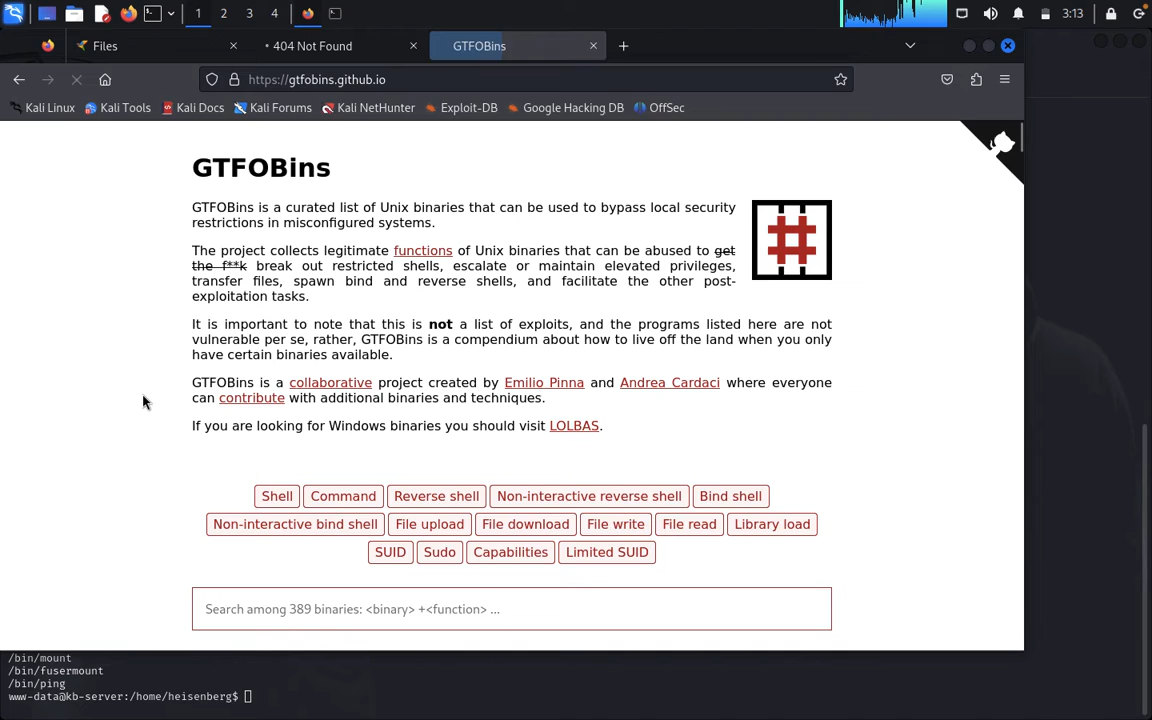 1 2 3 4 3:13
Files 404 Not Found GTFOBins
https://gtfobins.github.io
Kali Linux Kali Tools Kali Docs Kali Forums Kali NetHunter Exploit-DB Google Hacking DB OffSec
GTFOBins
GTFOBins is a curated list of Unix binaries that can be used to bypass local security
restrictions in misconfigured systems.
The project collects legitimate functions of Unix binaries that can be abused to get
the f**k break out restricted shells, escalate or maintain elevated privileges,
transfer files, spawn bind and reverse shells, and facilitate the other post-
exploitation tasks.
It is important to note that this is not a list of exploits, and the programs listed here are not
vulnerable per se, rather, GTFOBins is a compendium about how to live off the land when you only
have certain binaries available.
GTFOBins is a collaborative project created by Emilio Pinna and Andrea Cardaci where everyone
can contribute with additional binaries and techniques.
If you are looking for Windows binaries you should visit LOLBAS.
Shell Command Reverse shell Non-interactive reverse shell Bind shell
Non-interactive bind shell File upload File download File write File read Library load
SUID Sudo Capabilities Limited SUID
Search among 389 binaries: <binary> +<function> ...
/bin/mount
/bin/fusermount
/bin/ping
www-data@kb-server:/home/heisenberg$